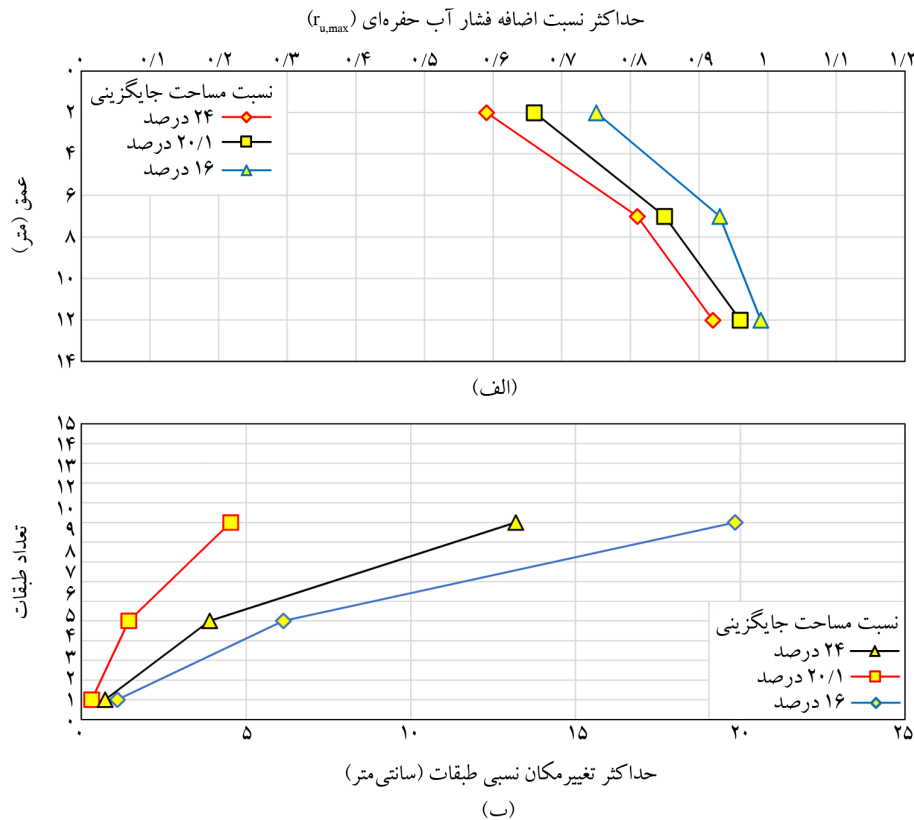 حداکثر نسبت اضافه فشار آب حفره‌ای (r<sub>u,max</sub>)
۰ ۰/۱ ۰/۲ ۰/۳ ۰/۴ ۰/۵ ۰/۶ ۰/۷ ۰/۸ ۰/۹ ۱ ۱/۲
۰
۲
۴
۶
۸
۱۰
۱۲
۱۴
عمق (متر)
نسبت مساحت جایگزینی
۲۴ درصد
۲۰/۱ درصد
۱۶ درصد
(الف)
۱۵
۱۴
۱۳
۱۲
۱۱
۱۰
۹
۸
۷
۶
۵
۴
۳
۲
۱
۰
تعداد طبقات
نسبت مساحت جایگزینی
۲۴ درصد
۲۰/۱ درصد
۱۶ درصد
۰ ۵ ۱۰ ۱۵ ۲۰ ۲۵
حداکثر تغییرمکان نسبی طبقات (سانتی‌متر)
(ب)